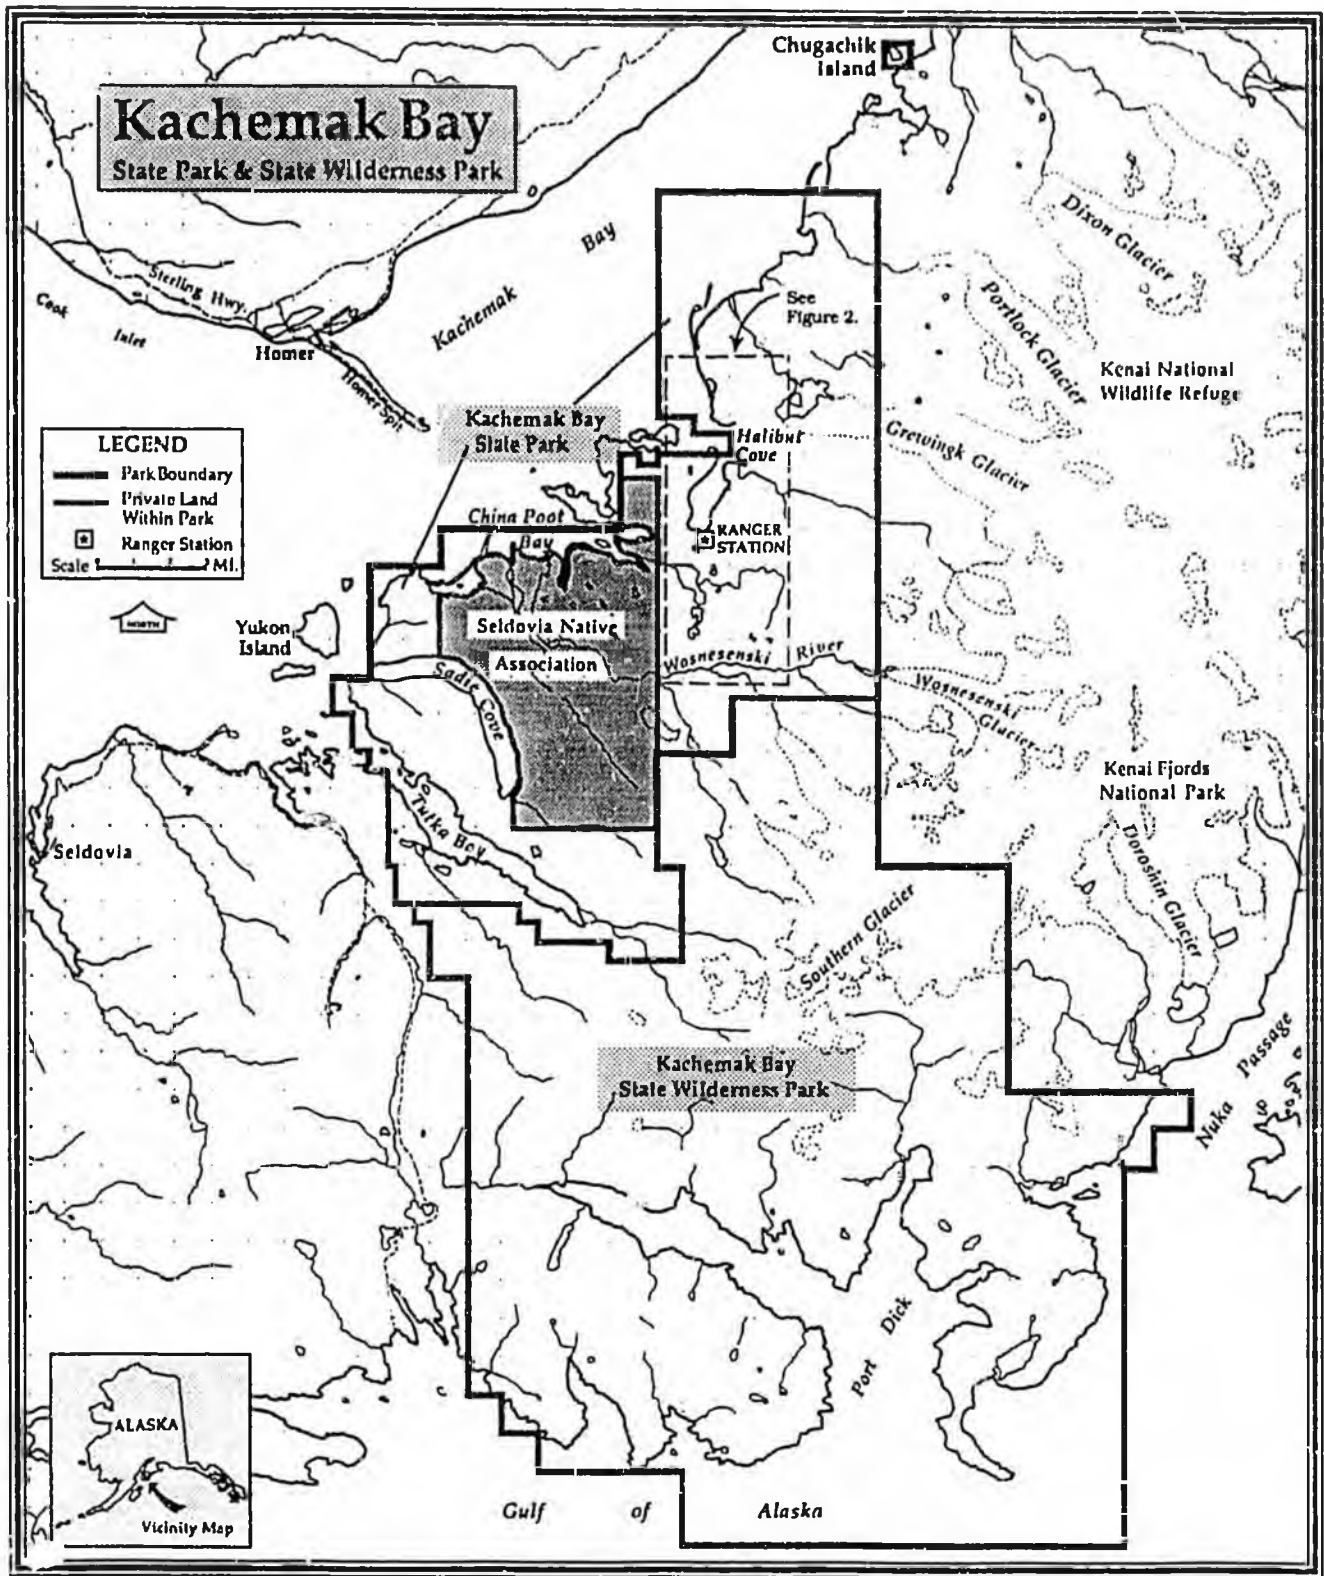 Chugachik
Island
Kachemak Bay
State Park & State Wilderness Park
Bay
Kachemak
Dixon Glacier
Sterling Hwy.
Cook
Inlet
Homer
Homer Spit
See
Figure 2.
Portlock Glacier
Kenai National
Wildlife Refuge
Kachemak Bay
State Park
Halibut
Cove
Grewingk Glacier
LEGEND
Park Boundary
Private Land
Within Park
Ranger Station
Scale MI.
NORTH
China Poot
Bay
RANGER
STATION
Yukon
Island
Seldovia Native
Association
Sadie Cove
Wosnesenski River
Wosnesenski
Glacier
Kenai Fjords
National Park
Tutka Bay
Seldovia
Doroshin Glacier
Southern Glacier
Kachemak Bay
State Wilderness Park
Nuka Passage
Port Dick
ALASKA
Vicinity Map
Gulf of Alaska